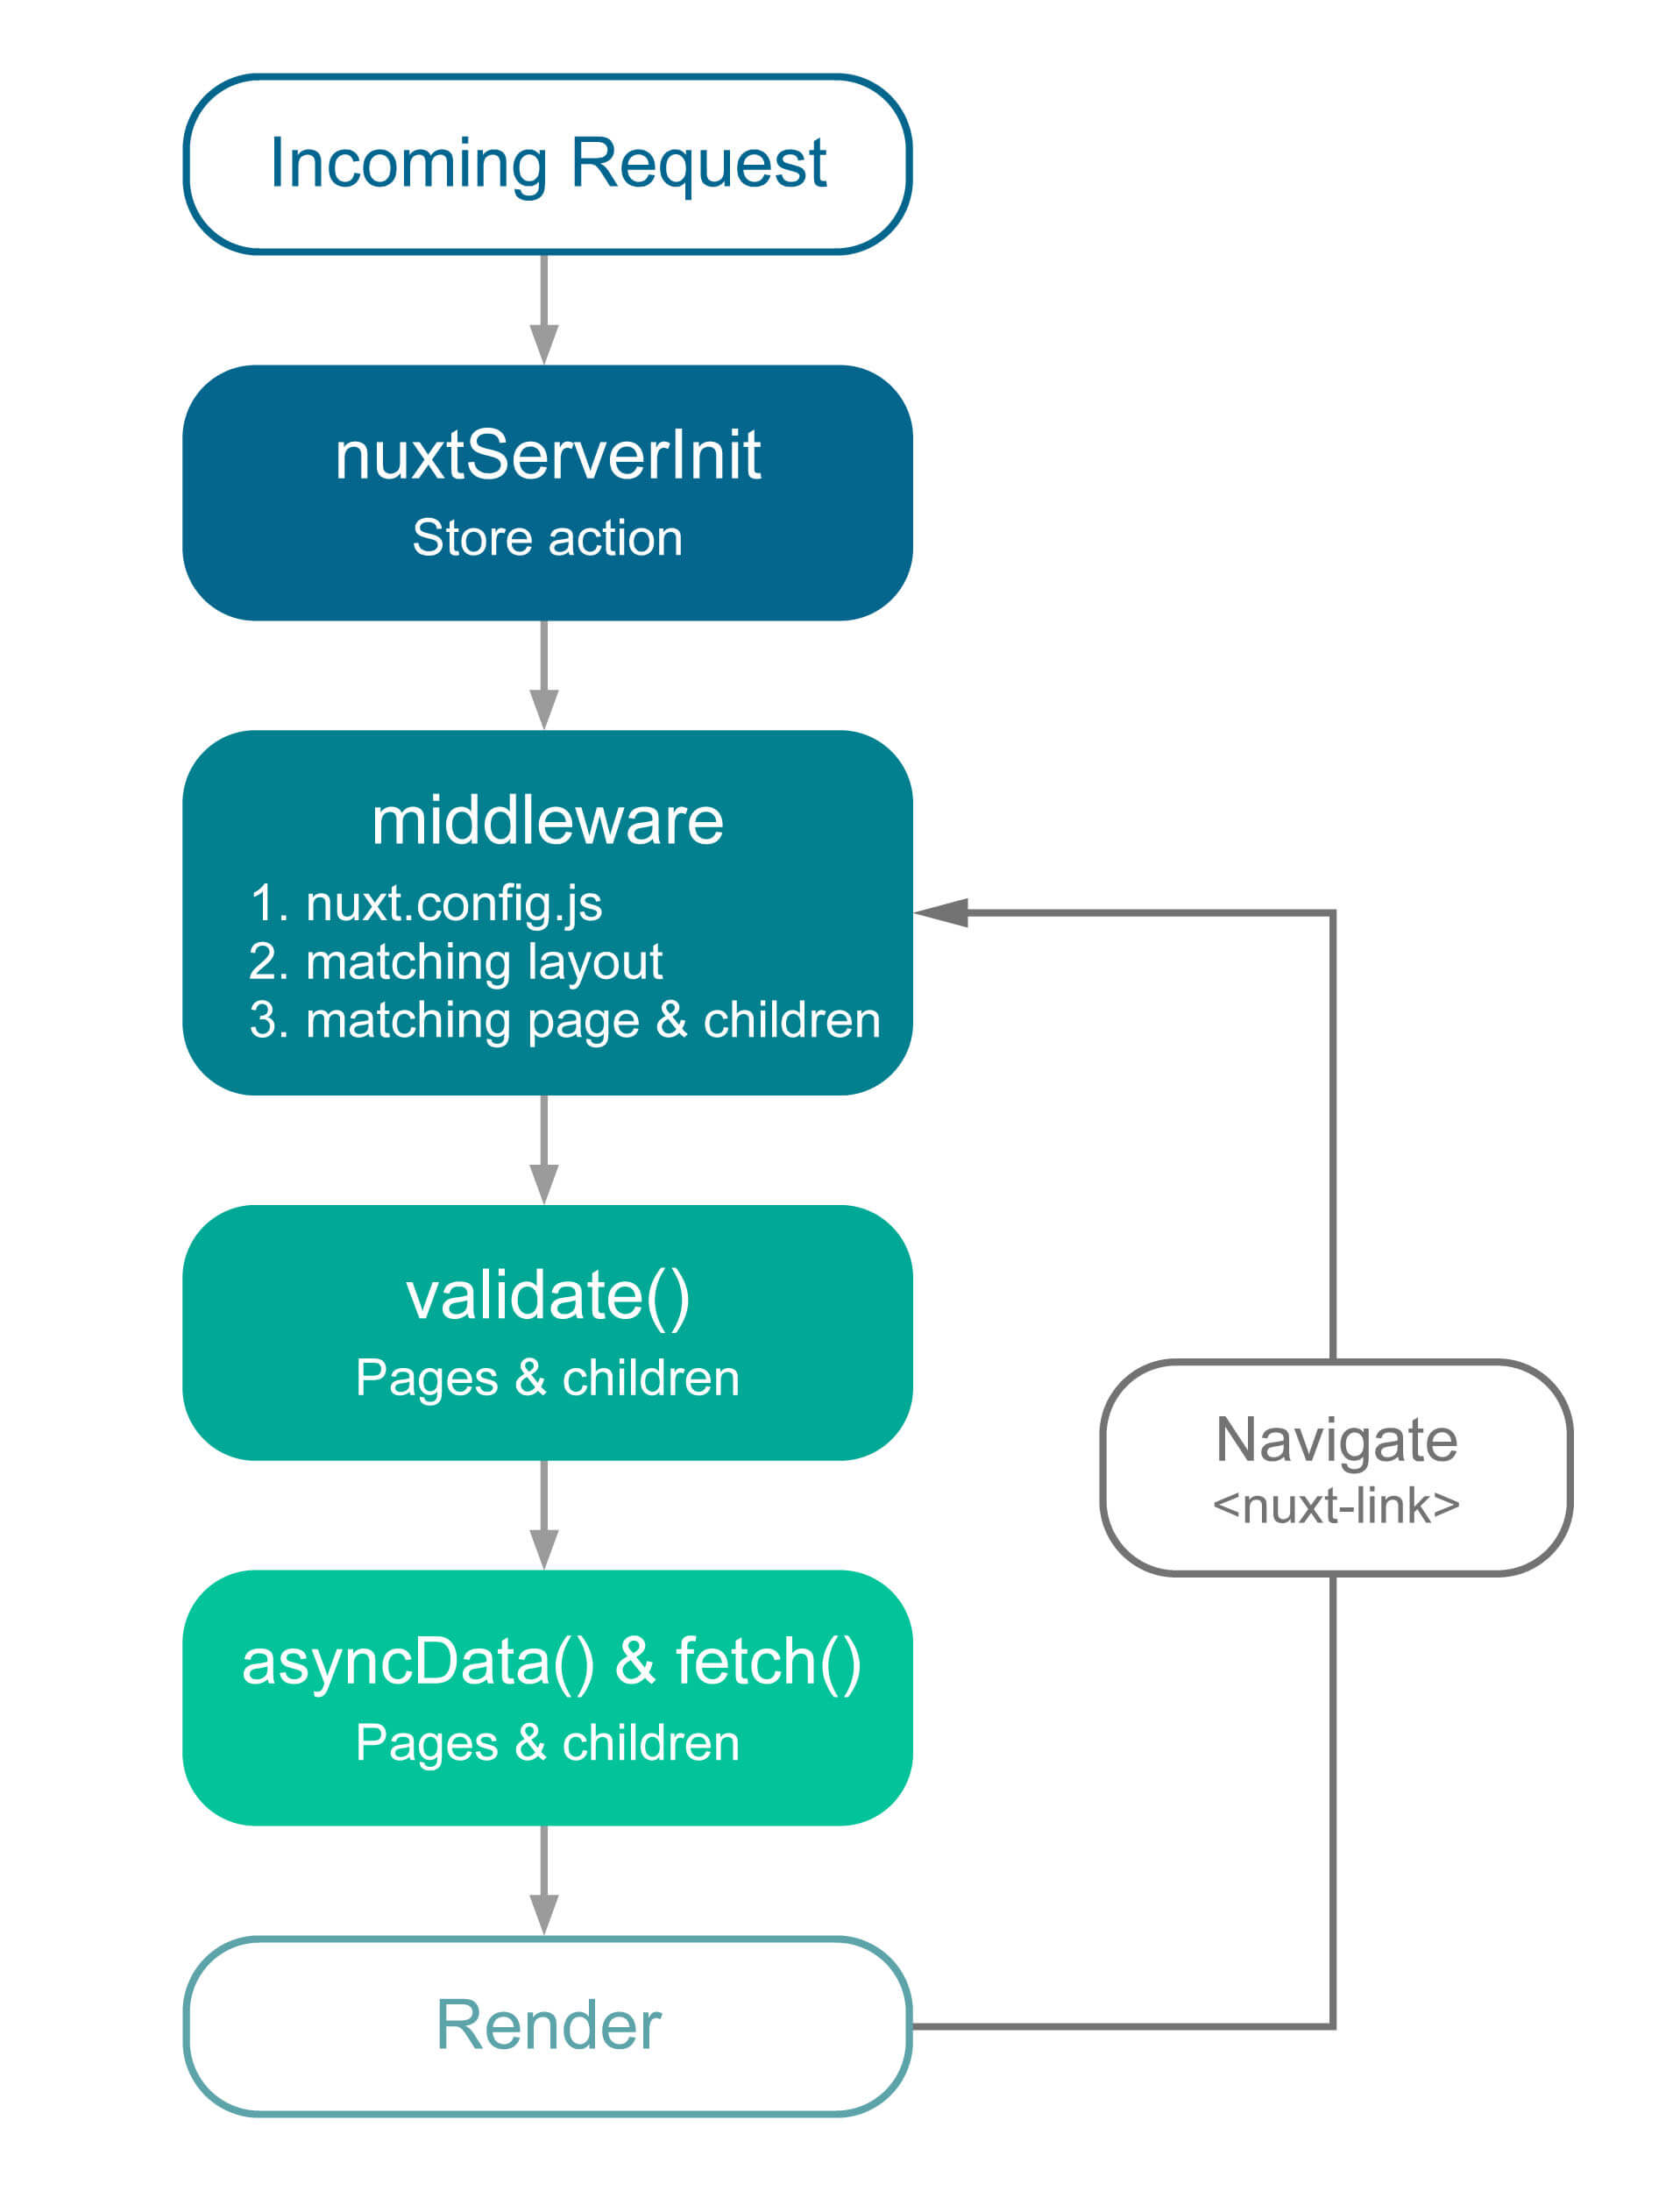 Incoming Request
nuxtServerInit
Store action
middleware
1. nuxt.config.js
2. matching layout
3. matching page & children
validate()
Pages & children
Navigate
<nuxt-link>
asyncData() & fetch()
Pages & children
Render